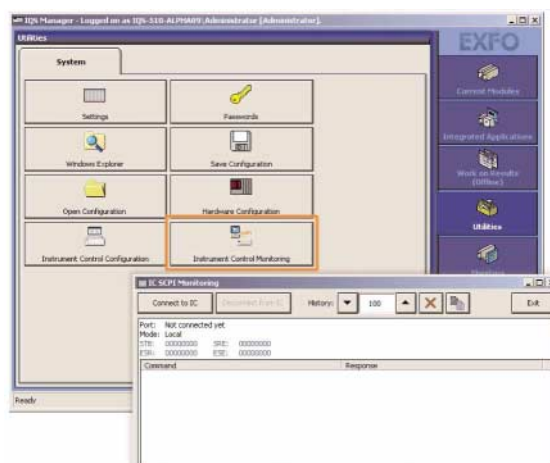 IQS Manager - Logged on as IQS-510-ALPHA09\Administrator [Administrator].
Utilities
EXFO
System
Settings
Passwords
Windows Explorer
Save Configuration
Open Configuration
Hardware Configuration
Instrument Control Configuration
Instrument Control Monitoring
Current Modules
Integrated Applications
Work on Results
(Offline)
Utilities
Ready
IC SCPI Monitoring
Connect to IC
Disconnect from IC
History:
100
Exit
Port: Not connected yet
Mode: Local
STB: 00000000 SRE: 00000000
ESR: 00000000 ESE: 00000000
Command Response